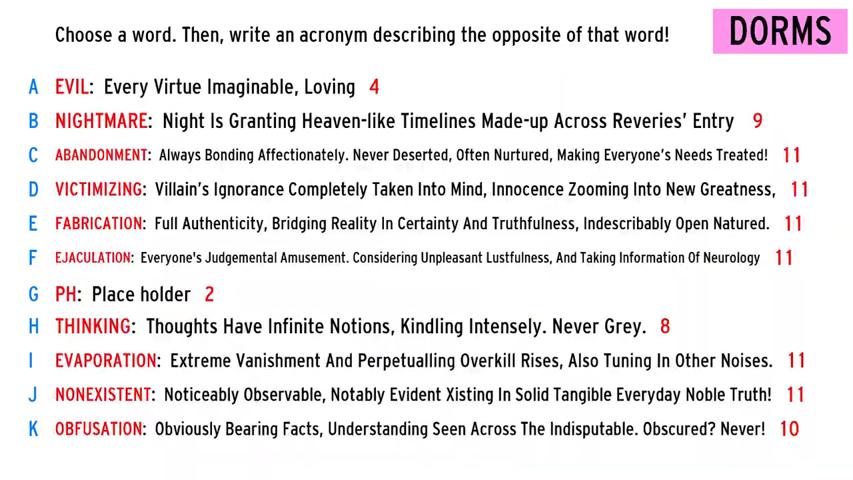 Choose a word. Then, write an acronym describing the opposite of that word!
DORMS
A EVIL: Every Virtue Imaginable, Loving 4
B NIGHTMARE: Night Is Granting Heaven-like Timelines Made-up Across Reveries' Entry 9
C ABANDONMENT: Always Bonding Affectionately. Never Deserted, Often Nurtured, Making Everyone's Needs Treated! 11
D VICTIMIZING: Villain's Ignorance Completely Taken Into Mind, Innocence Zooming Into New Greatness, 11
E FABRICATION: Full Authenticity, Bridging Reality In Certainty And Truthfulness, Indescribably Open Natured. 11
F EJACULATION: Everyone's Judgemental Amusement. Considering Unpleasant Lustfulness, And Taking Information Of Neurology 11
G PH: Place holder 2
H THINKING: Thoughts Have Infinite Notions, Kindling Intensely. Never Grey. 8
I EVAPORATION: Extreme Vanishment And Perpetualling Overkill Rises, Also Tuning In Other Noises. 11
J NONEXISTENT: Noticeably Observable, Notably Evident Xisting In Solid Tangible Everyday Noble Truth! 11
K OBFUSATION: Obviously Bearing Facts, Understanding Seen Across The Indisputable. Obscured? Never! 10